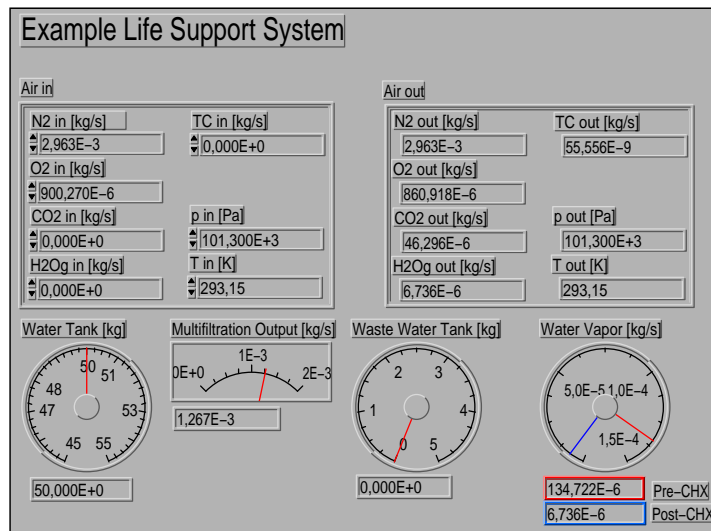 Example Life Support System
Air in
N2 in [kg/s]
TC in [kg/s]
2,963E−3
0,000E+0
O2 in [kg/s]
900,270E−6
CO2 in [kg/s]
p in [Pa]
0,000E+0
101,300E+3
H2Og in [kg/s]
T in [K]
0,000E+0
293,15
Air out
N2 out [kg/s]
TC out [kg/s]
2,963E−3
55,556E−9
O2 out [kg/s]
860,918E−6
CO2 out [kg/s]
p out [Pa]
46,296E−6
101,300E+3
H2Og out [kg/s]
T out [K]
6,736E−6
293,15
Water Tank [kg]
45
47
48
50
51
53
55
50,000E+0
Multifiltration Output [kg/s]
0E+0
1E−3
2E−3
1,267E−3
Waste Water Tank [kg]
0
1
2
3
4
5
0,000E+0
Water Vapor [kg/s]
5,0E−5
1,0E−4
1,5E−4
134,722E−6
Pre−CHX
6,736E−6
Post−CHX